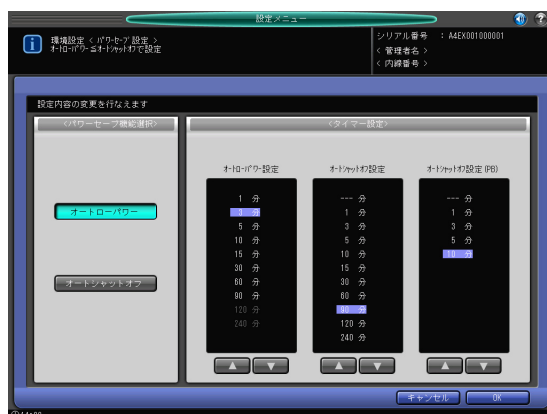 設定メニュー
環境設定 < パワーセーブ設定 >
オートローパワー≦オートシャットオフで設定
シリアル番号 : A4EX001000001
< 管理者名 >
< 内線番号 >
設定内容の変更を行なえます
<パワーセーブ機能選択>
<タイマー設定>
オートローパワー設定
オートシャットオフ設定
オートシャットオフ設定(PB)
オートローパワー
オートシャットオフ
1 分
3 分
5 分
10 分
15 分
30 分
60 分
90 分
120 分
240 分
--- 分
1 分
3 分
5 分
10 分
15 分
30 分
60 分
90 分
120 分
240 分
--- 分
1 分
3 分
5 分
10 分
キャンセル
OK